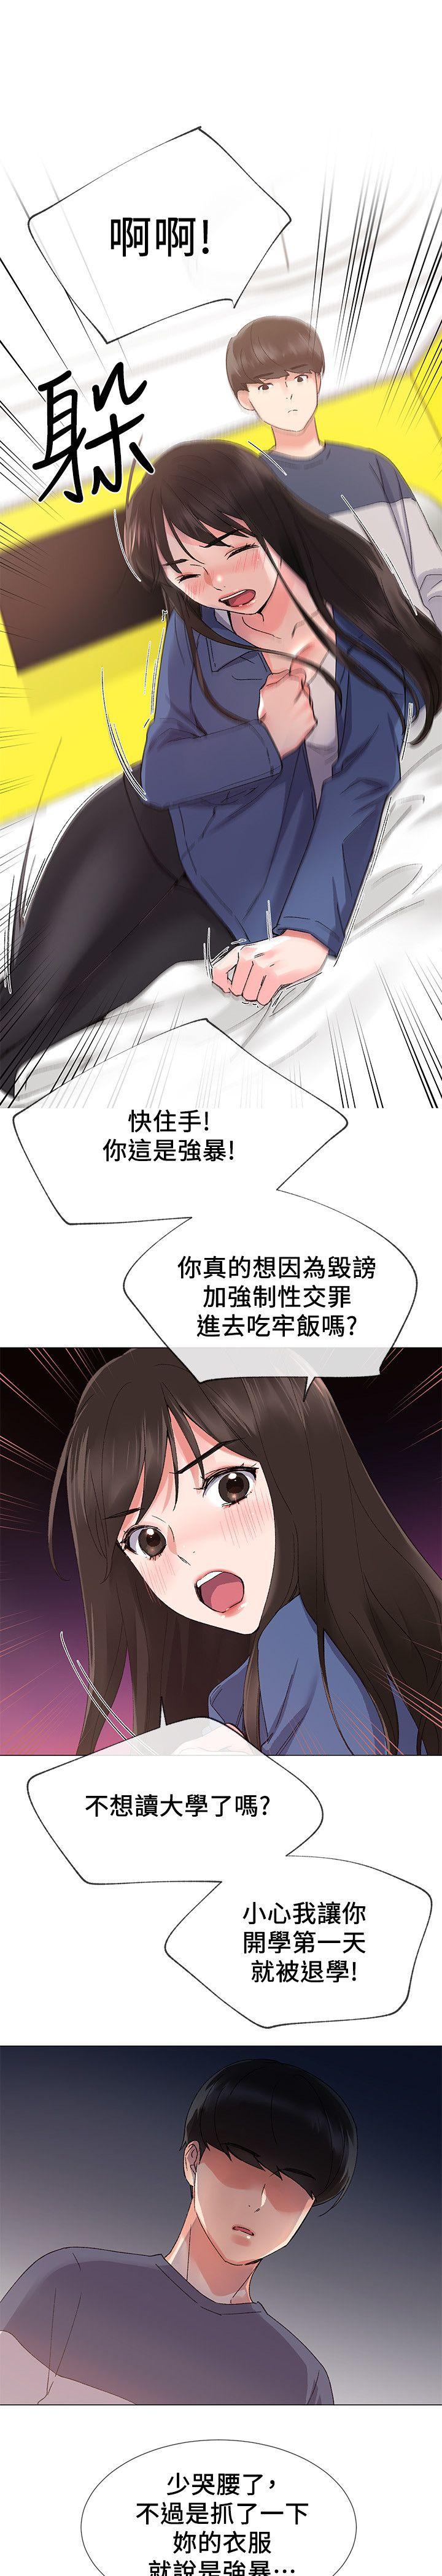 啊啊!
躲
快住手!
你這是強暴!
你真的想因為毀謗
加強制性交罪
進去吃牢飯嗎?
不想讀大學了嗎?
小心我讓你
開學第一天
就被退學!
少哭腰了,
不過是抓了一下
妳的衣服
就說是強暴…